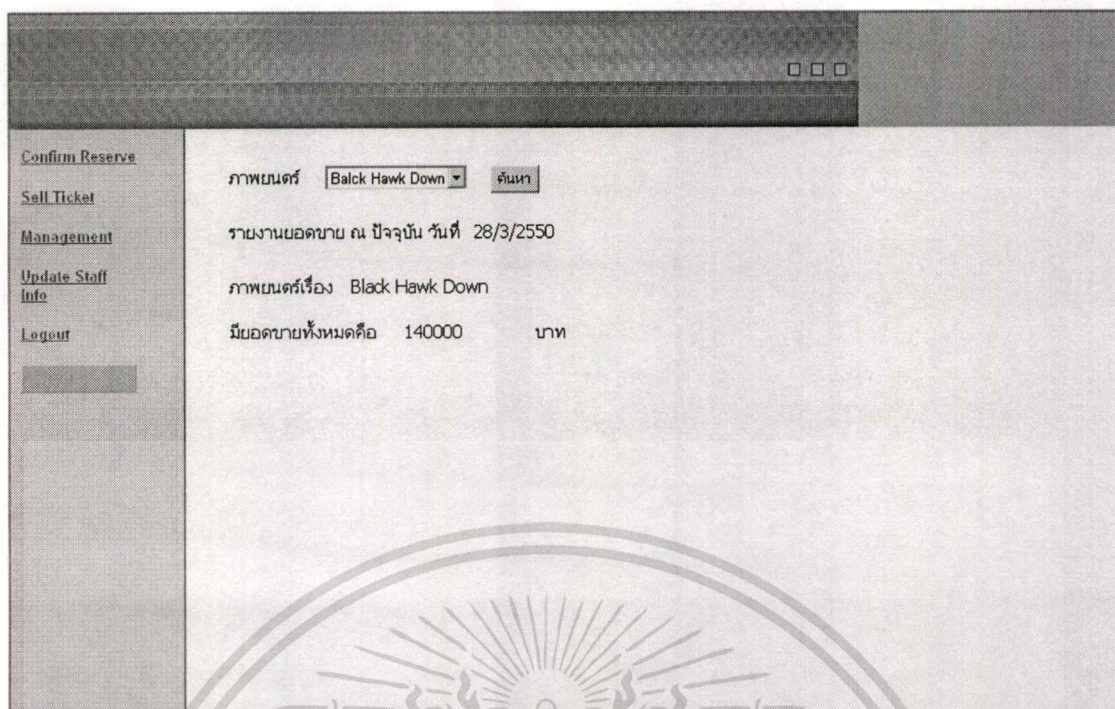 Confirm Reserve
Sell Ticket
Management
Update Staff
Info
Logout
ภาพยนตร์ Balck Hawk Down ค้นหา
รายงานยอดขาย ณ ปัจจุบัน วันที่ 28/3/2550
ภาพยนตร์เรื่อง Black Hawk Down
มียอดขายทั้งหมดคือ 140000 บาท